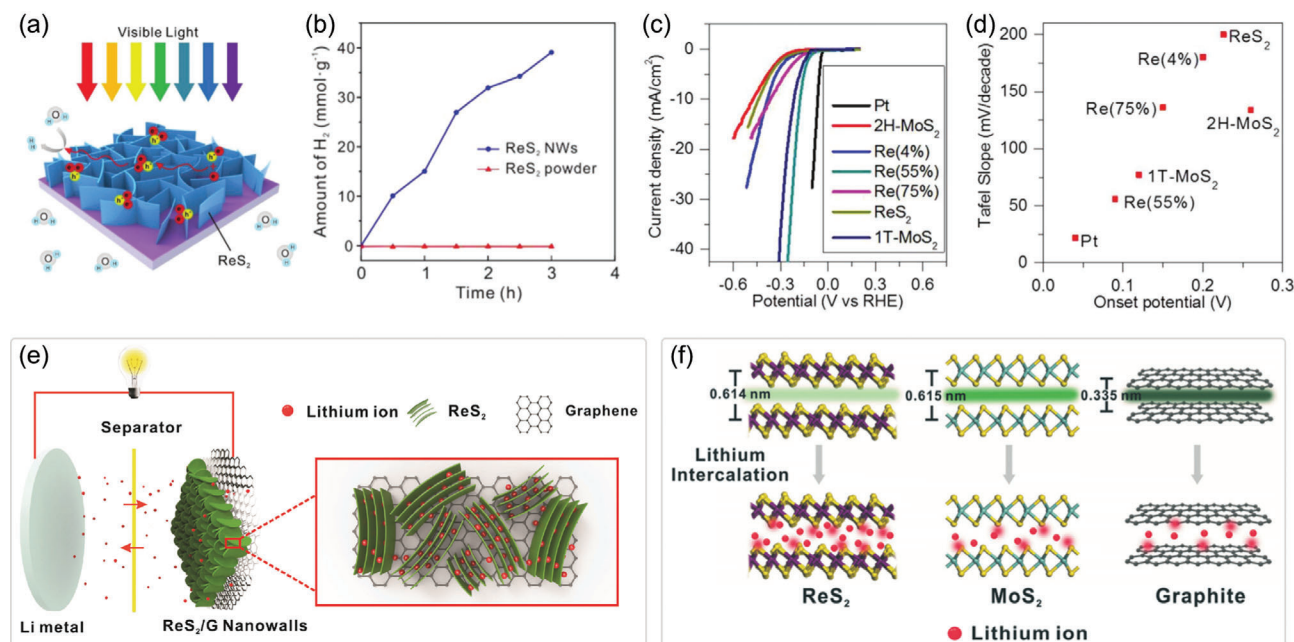 (a)
Visible Light
H H O
ReS₂
(b)
Amount of H₂ (mmol·g⁻¹)
40
30
20
10
0
ReS₂ NWs
ReS₂ powder
0 1 2 3 4
Time (h)
(c)
Current density (mA/cm²)
0
-10
-20
-30
-40
Pt
2H-MoS₂
Re(4%)
Re(55%)
Re(75%)
ReS₂
1T-MoS₂
-0.6 -0.3 0.0 0.3 0.6
Potential (V vs RHE)
(d)
Tafel Slope (mV/decade)
200
150
100
50
0
ReS₂
Re(4%)
Re(75%)
2H-MoS₂
1T-MoS₂
Re(55%)
Pt
0.0 0.1 0.2 0.3
Onset potential (V)
(e)
Separator
Lithium ion
ReS₂
Graphene
Li metal
ReS₂/G Nanowalls
(f)
0.614 nm
0.615 nm
0.335 nm
Lithium
Intercalation
ReS₂
MoS₂
Graphite
Lithium ion